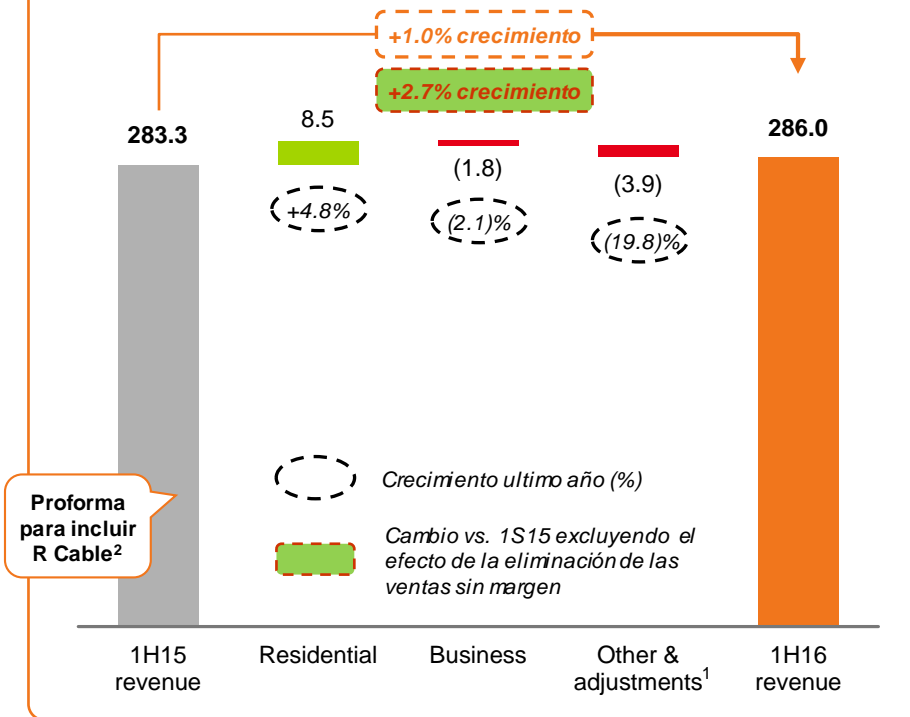 +1.0% crecimiento
+2.7% crecimiento
283.3
8.5
(1.8)
(3.9)
286.0
+4.8%
(2.1)%
(19.8)%
Crecimiento ultimo año (%)
Proforma
para incluir
R Cable2
Cambio vs. 1S15 excluyendo el
efecto de la eliminación de las
ventas sin margen
1H15
revenue
Residential
Business
Other &
adjustments1
1H16
revenue